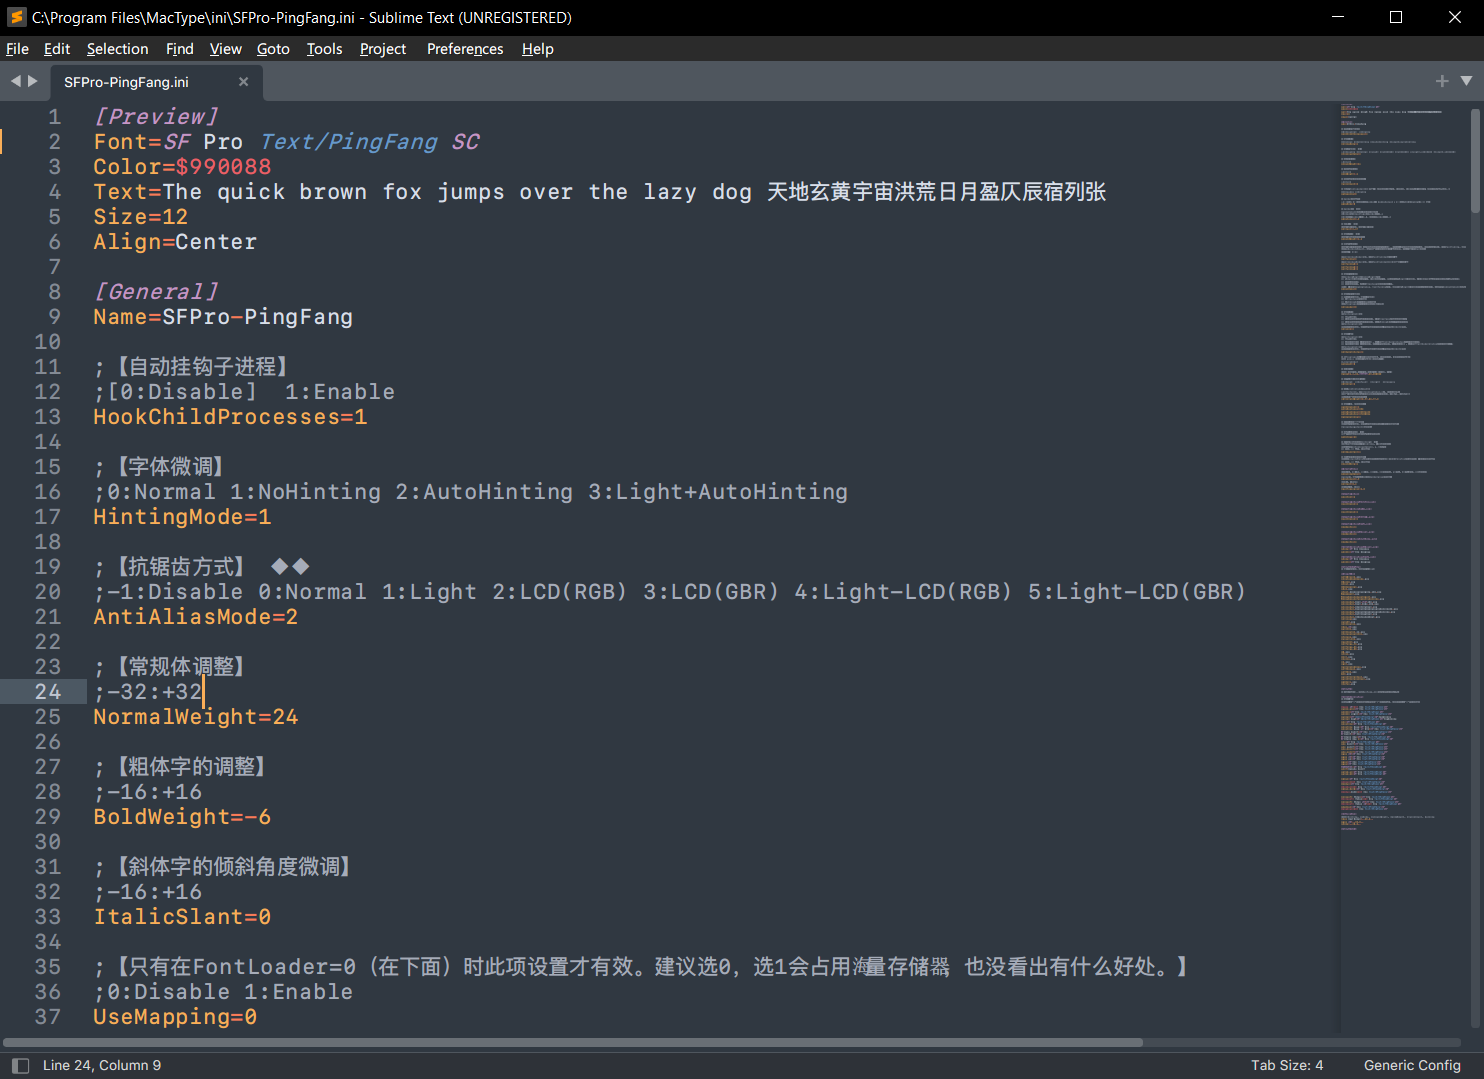 C:\Program Files\MacType\ini\SFPro-PingFang.ini - Sublime Text (UNREGISTERED)
File Edit Selection Find View Goto Tools Project Preferences Help
SFPro-PingFang.ini
1 [Preview]
2 Font=SF Pro Text/PingFang SC
3 Color=$990088
4 Text=The quick brown fox jumps over the lazy dog 天地玄黄宇宙洪荒日月盈仄辰宿列张
5 Size=12
6 Align=Center
7
8 [General]
9 Name=SFPro-PingFang
10
11 ;【自动挂钩子进程】
12 ;[0:Disable]  1:Enable
13 HookChildProcesses=1
14
15 ;【字体微调】
16 ;0:Normal 1:NoHinting 2:AutoHinting 3:Light+AutoHinting
17 HintingMode=1
18
19 ;【抗锯齿方式】 ◆◆
20 ;-1:Disable 0:Normal 1:Light 2:LCD(RGB) 3:LCD(GBR) 4:Light-LCD(RGB) 5:Light-LCD(GBR)
21 AntiAliasMode=2
22
23 ;【常规体调整】
24 ;-32:+32
25 NormalWeight=24
26
27 ;【粗体字的调整】
28 ;-16:+16
29 BoldWeight=-6
30
31 ;【斜体字的倾斜角度微调】
32 ;-16:+16
33 ItalicSlant=0
34
35 ;【只有在FontLoader=0（在下面）时此项设置才有效。建议选0，选1会占用海量存储器，也没看出有什么好处。】
36 ;0:Disable 1:Enable
37 UseMapping=0
Line 24, Column 9
Tab Size: 4
Generic Config